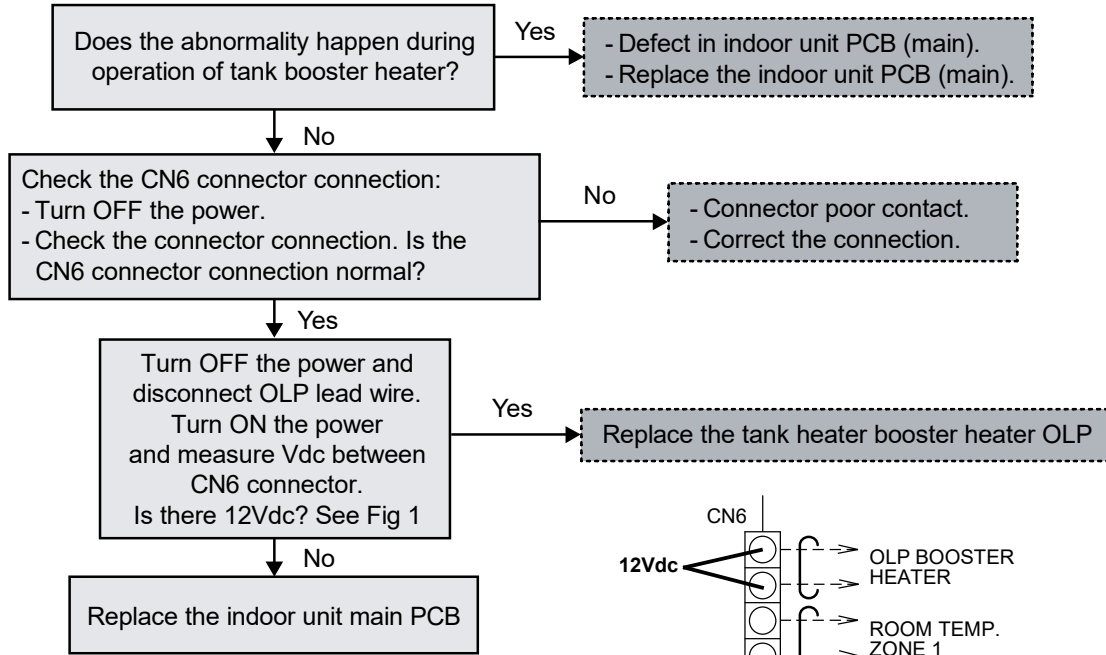 Does the abnormality happen during
operation of tank booster heater?
Yes
- Defect in indoor unit PCB (main).
- Replace the indoor unit PCB (main).
No
Check the CN6 connector connection:
- Turn OFF the power.
- Check the connector connection. Is the
CN6 connector connection normal?
No
- Connector poor contact.
- Correct the connection.
Yes
Turn OFF the power and
disconnect OLP lead wire.
Turn ON the power
and measure Vdc between
CN6 connector.
Is there 12Vdc? See Fig 1
Yes
Replace the tank heater booster heater OLP
No
Replace the indoor unit main PCB
CN6
12Vdc
OLP BOOSTER
HEATER
ROOM TEMP.
ZONE 1